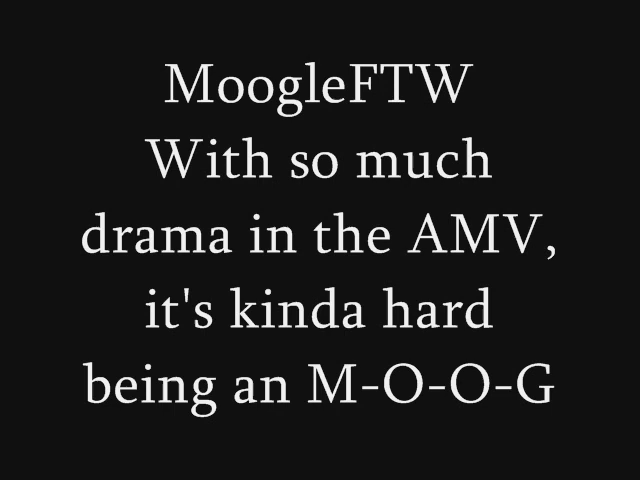 MoogleFTW
With so much
drama in the AMV,
it's kinda hard
being an M-O-O-G